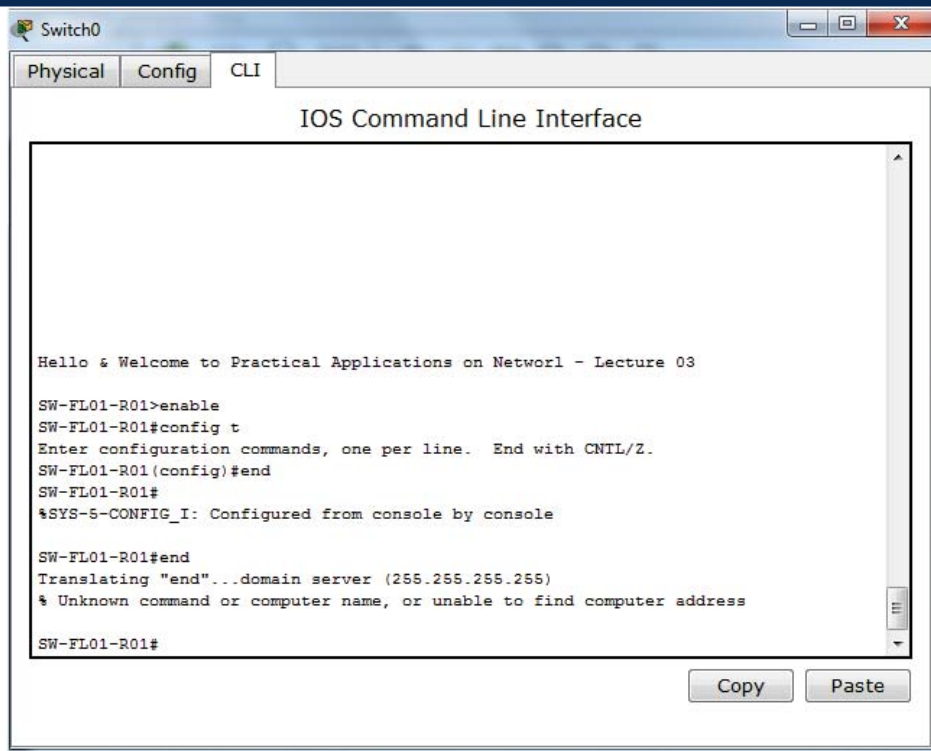 Switch0
Physical Config CLI
IOS Command Line Interface
Hello & Welcome to Practical Applications on Networl - Lecture 03
SW-FL01-R01>enable
SW-FL01-R01#config t
Enter configuration commands, one per line.  End with CNTL/Z.
SW-FL01-R01(config)#end
SW-FL01-R01#
%SYS-5-CONFIG_I: Configured from console by console
SW-FL01-R01#end
Translating "end"...domain server (255.255.255.255)
% Unknown command or computer name, or unable to find computer address
SW-FL01-R01#
Copy Paste